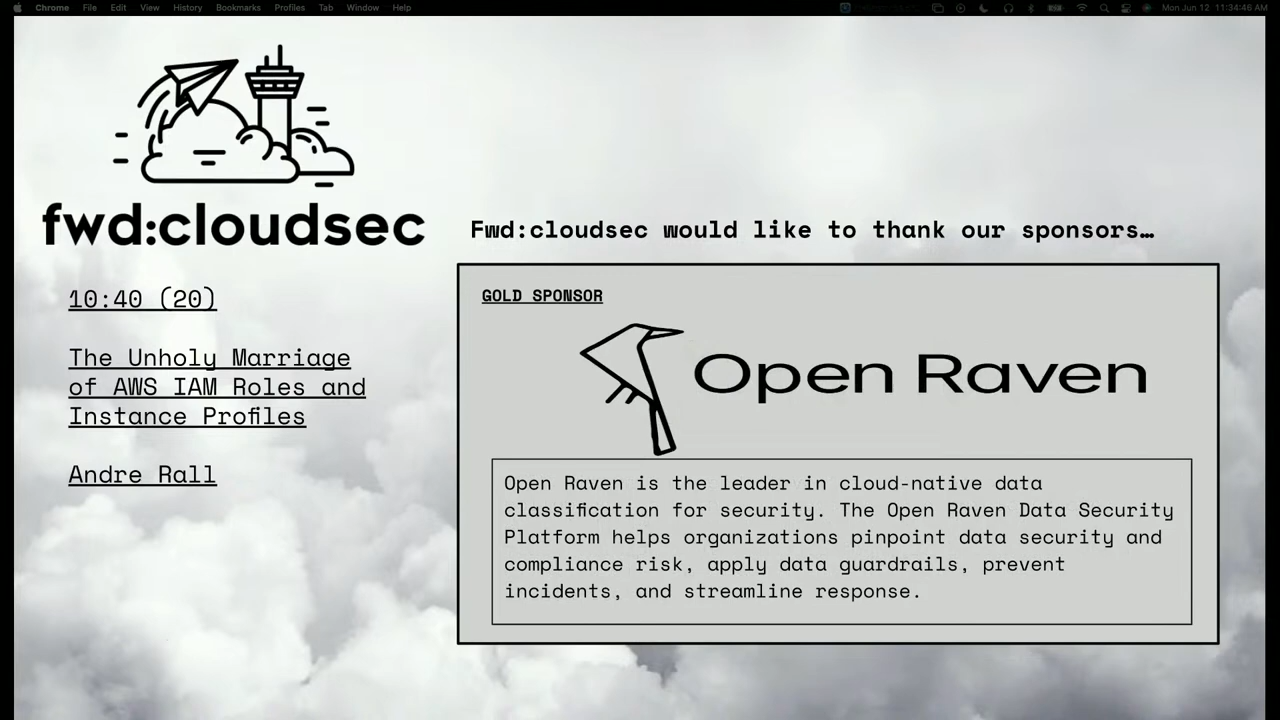 Chrome File Edit View History Bookmarks Profiles Tab Window Help
Mon Jun 12 11:34:46 AM
fwd:cloudsec
10:40 (20)
The Unholy Marriage
of AWS IAM Roles and
Instance Profiles
Andre Rall
Fwd:cloudsec would like to thank our sponsors…
GOLD SPONSOR
Open Raven
Open Raven is the leader in cloud-native data
classification for security. The Open Raven Data Security
Platform helps organizations pinpoint data security and
compliance risk, apply data guardrails, prevent
incidents, and streamline response.